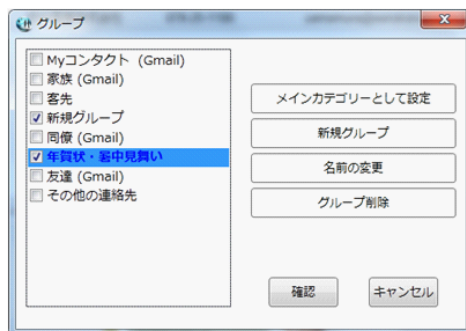 グループ
Myコンタクト (Gmail)
家族 (Gmail)
客先
新規グループ
同僚 (Gmail)
年賀状・暑中見舞い
友達 (Gmail)
その他の連絡先
メインカテゴリーとして設定
新規グループ
名前の変更
グループ削除
確認
キャンセル